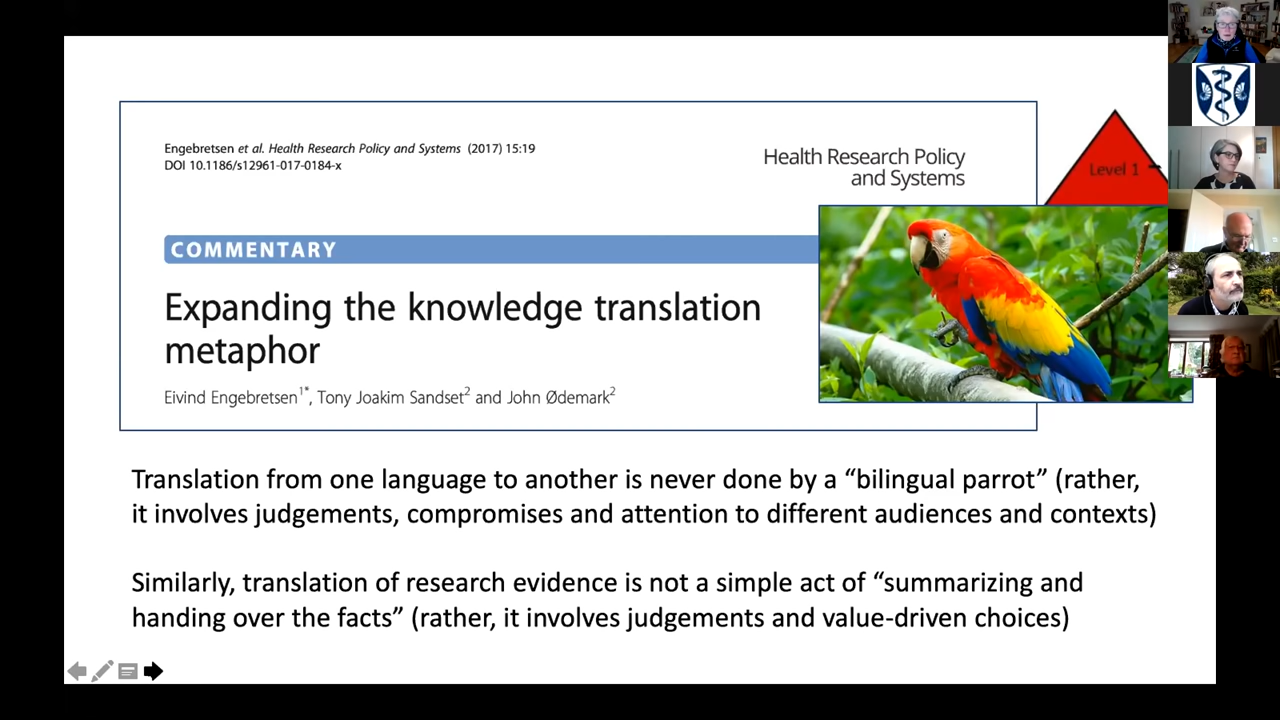 Engebretsen et al. Health Research Policy and Systems (2017) 15:19
DOI 10.1186/s12961-017-0184-x
Health Research Policy
and Systems
Level 1
COMMENTARY
Expanding the knowledge translation
metaphor
Eivind Engebretsen1*, Tony Joakim Sandset2 and John Ødemark2
Translation from one language to another is never done by a “bilingual parrot” (rather,
it involves judgements, compromises and attention to different audiences and contexts)
Similarly, translation of research evidence is not a simple act of “summarizing and
handing over the facts” (rather, it involves judgements and value-driven choices)